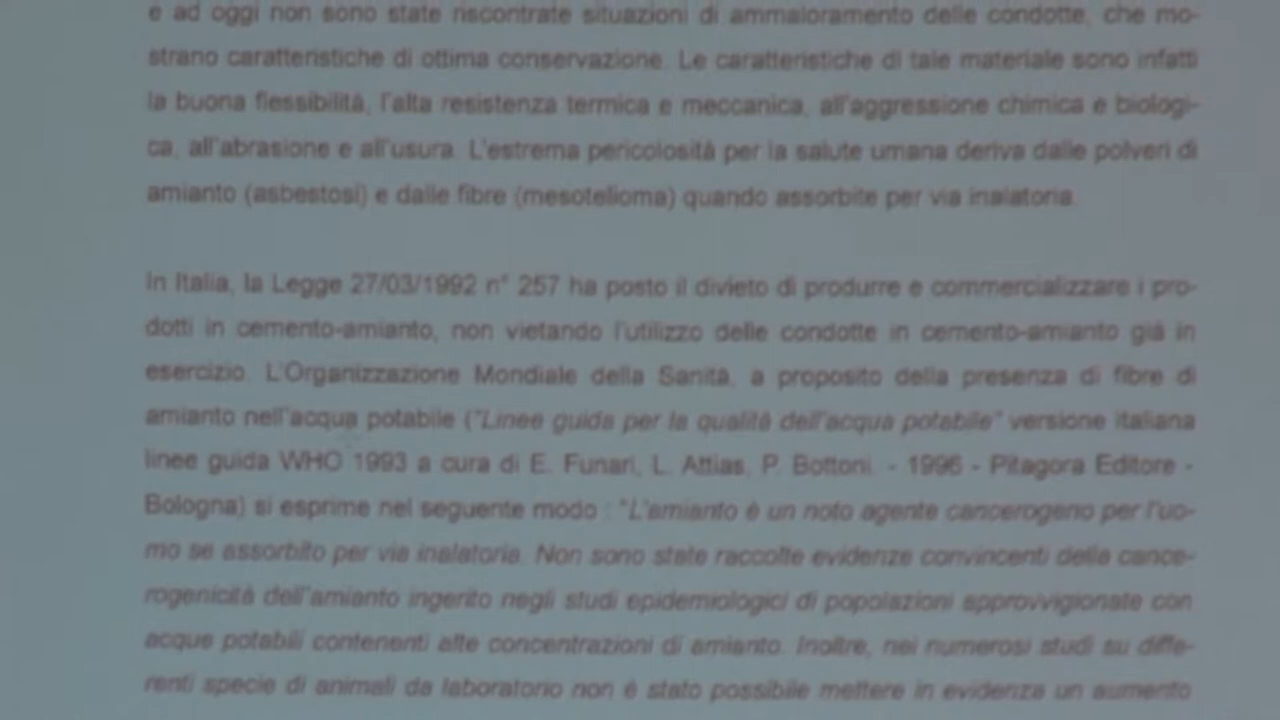 e ad oggi non sono state riscontrate situazioni di ammaloramento delle condotte, che mo-
strano caratteristiche di ottima conservazione. Le caratteristiche di tale materiale sono infatti
la buona flessibilità, l'alta resistenza termica e meccanica, all'aggressione chimica e biologi-
ca, all'abrasione e all'usura. L'estrema pericolosità per la salute umana deriva dalle polveri di
amianto (asbestosi) e dalle fibre (mesotelioma) quando assorbite per via inalatoria.
In Italia, la Legge 27/03/1992 n° 257 ha posto il divieto di produrre e commercializzare i pro-
dotti in cemento-amianto, non vietando l'utilizzo delle condotte in cemento-amianto già in
esercizio. L'Organizzazione Mondiale della Sanità, a proposito della presenza di fibre di
amianto nell'acqua potabile ("Linee guida per la qualità dell'acqua potabile" versione italiana
linee guida WHO 1993 a cura di E. Funari, L. Attias, P. Bottoni. - 1996 - Pitagora Editore -
Bologna) si esprime nel seguente modo : "L'amianto è un noto agente cancerogeno per l'uo-
mo se assorbito per via inalatoria. Non sono state raccolte evidenze convincenti della cance-
rogenicità dell'amianto ingerito negli studi epidemiologici di popolazioni approvvigionate con
acque potabili contenenti alte concentrazioni di amianto. Inoltre, nei numerosi studi su diffe-
renti specie di animali da laboratorio non è stato possibile mettere in evidenza un aumento